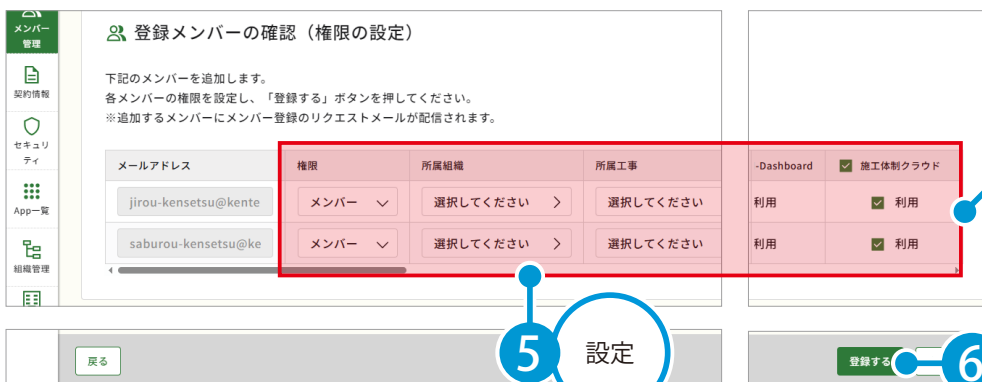 メンバー
管理
契約情報
セキュリ
ティ
App一覧
組織管理
登録メンバーの確認（権限の設定）
下記のメンバーを追加します。
各メンバーの権限を設定し、「登録する」ボタンを押してください。
※追加するメンバーにメンバー登録のリクエストメールが配信されます。
メールアドレス 権限 所属組織 所属工事 -Dashboard 施工体制クラウド
jirou-kensetsu@kente メンバー 選択してください 選択してください 利用 利用
saburou-kensetsu@ke メンバー 選択してください 選択してください 利用 利用
戻る 5 設定 登録する 6